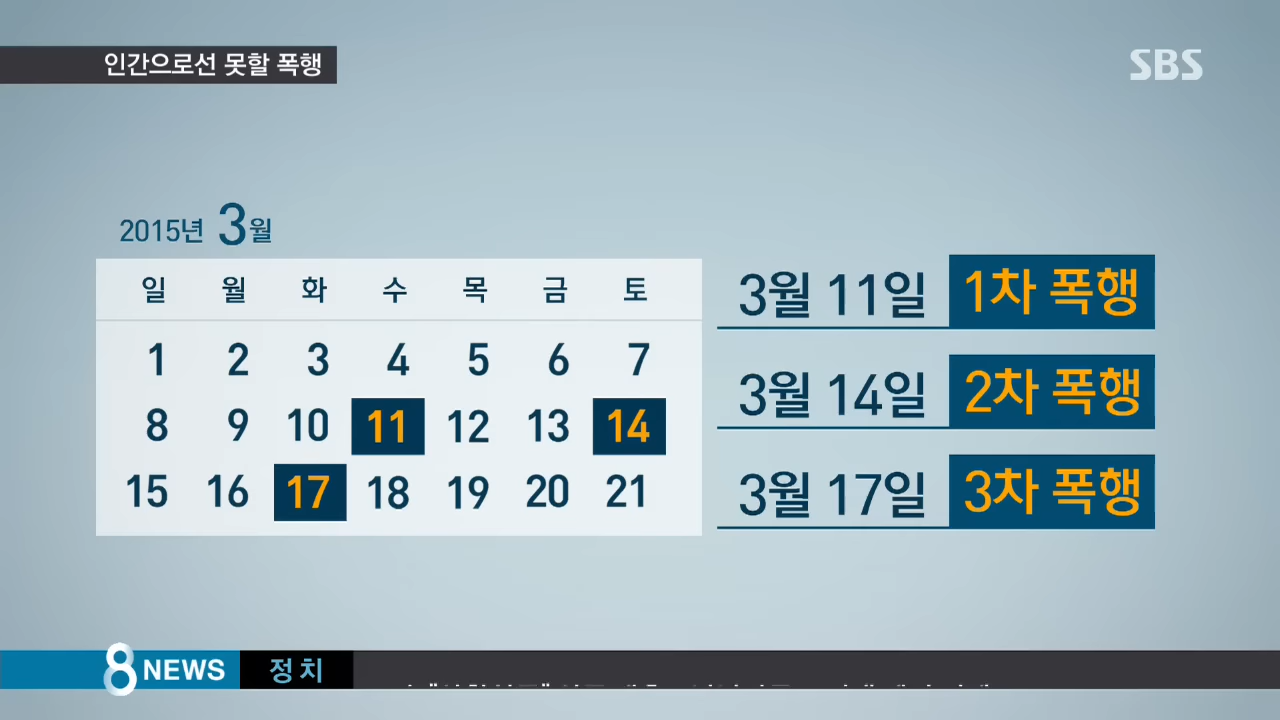 인간으로선 못할 폭행
SBS
2015년 3월
일 월 화 수 목 금 토
1 2 3 4 5 6 7
8 9 10 11 12 13 14
15 16 17 18 19 20 21
3월 11일 1차 폭행
3월 14일 2차 폭행
3월 17일 3차 폭행
8 NEWS 정치